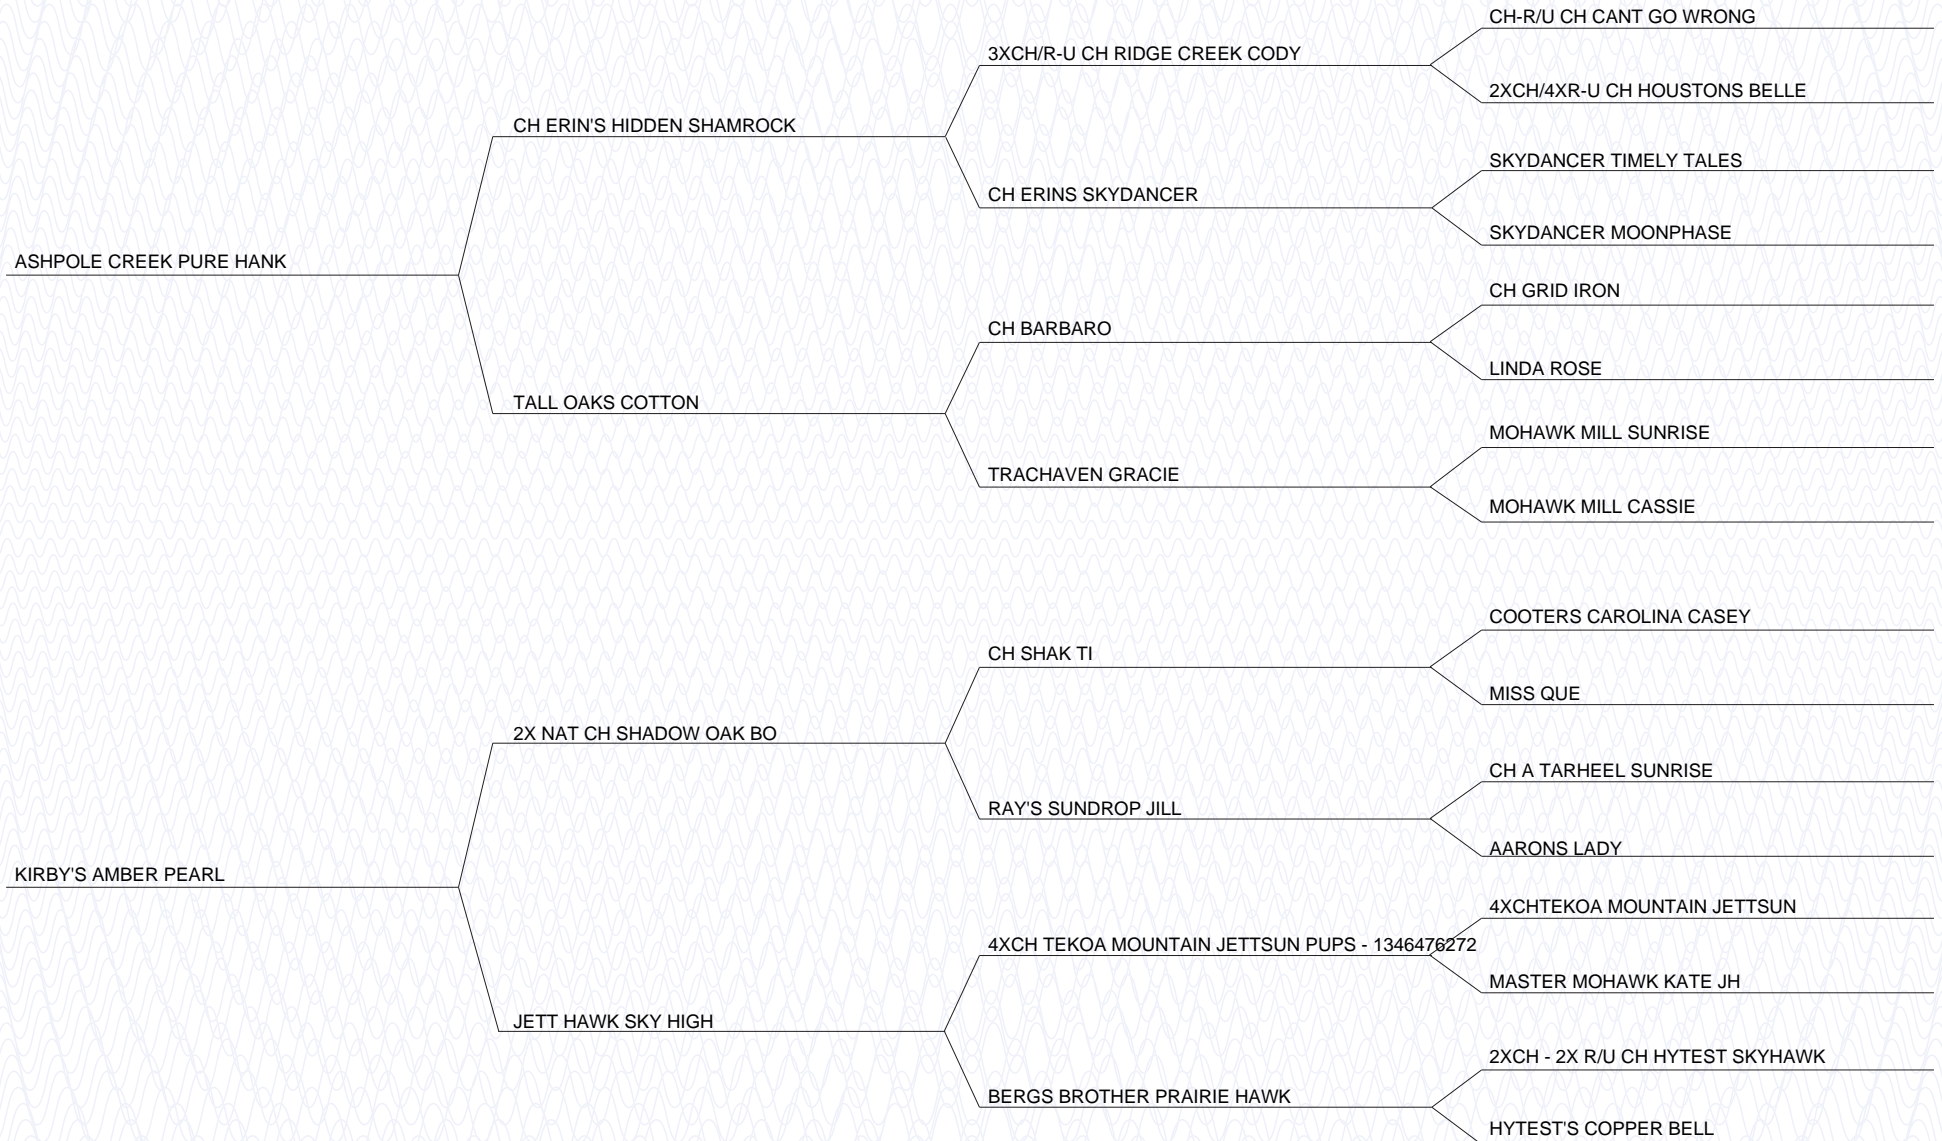 CH-R/U CH CANT GO WRONG
3XCH/R-U CH RIDGE CREEK CODY
2XCH/4XR-U CH HOUSTONS BELLE
CH ERIN'S HIDDEN SHAMROCK
SKYDANCER TIMELY TALES
CH ERINS SKYDANCER
SKYDANCER MOONPHASE
ASHPOLE CREEK PURE HANK
CH GRID IRON
CH BARBARO
LINDA ROSE
TALL OAKS COTTON
MOHAWK MILL SUNRISE
TRACHAVEN GRACIE
MOHAWK MILL CASSIE
COOTERS CAROLINA CASEY
CH SHAK TI
MISS QUE
2X NAT CH SHADOW OAK BO
CH A TARHEEL SUNRISE
RAY'S SUNDROP JILL
AARONS LADY
KIRBY'S AMBER PEARL
4XCHTEKOA MOUNTAIN JETTSUN
4XCH TEKOA MOUNTAIN JETTSUN PUPS - 1346476272
MASTER MOHAWK KATE JH
JETT HAWK SKY HIGH
2XCH - 2X R/U CH HYTEST SKYHAWK
BERGS BROTHER PRAIRIE HAWK
HYTEST'S COPPER BELL